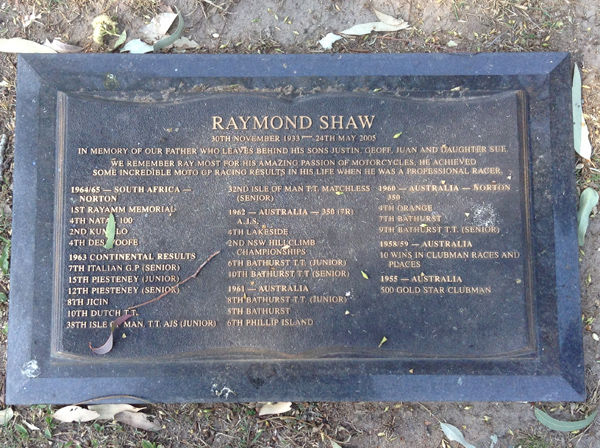 RAYMOND SHAW
30TH NOVEMBER 1933 — 24TH MAY 2005
IN MEMORY OF OUR FATHER WHO LEAVES BEHIND HIS SONS JUSTIN, GEOFF, JUAN AND DAUGHTER SUE.
WE REMEMBER RAY MOST FOR HIS AMAZING PASSION OF MOTORCYCLES. HE ACHIEVED
SOME INCREDIBLE MOTO GP RACING RESULTS IN HIS LIFE WHEN HE WAS A PROFESSIONAL RACER.
1964/65 — SOUTH AFRICA —
NORTON
1ST RAYAMM MEMORIAL
4TH NATAL 100
2ND KUMALO
4TH
1963 CONTINENTAL RESULTS
7TH ITALIAN G.P (SENIOR)
15TH PIESTENEY (JUNIOR)
12TH PIESTENEY (SENIOR)
8TH JICIN
10TH DUTCH T.T.
38TH ISLE OF MAN. T.T. AJS (JUNIOR)
32ND ISLE OF MAN T.T. MATCHLESS
(SENIOR)
1962 — AUSTRALIA — 350 (7R)
A.J.S.
4TH LAKESIDE
2ND NSW HILLCLIMB
CHAMPIONSHIPS
6TH BATHURST T.T. (JUNIOR)
10TH BATHURST T.T (SENIOR)
1961 — AUSTRALIA
8TH BATHURST T.T. (JUNIOR)
8TH BATHURST
6TH PHILLIP ISLAND
1960 — AUSTRALIA — NORTON
350
4TH ORANGE
7TH BATHURST
9TH BATHURST T.T. (SENIOR)
1958/59 — AUSTRALIA
10 WINS IN CLUBMAN RACES AND
PLACES
1955 — AUSTRALIA
500 GOLD STAR CLUBMAN